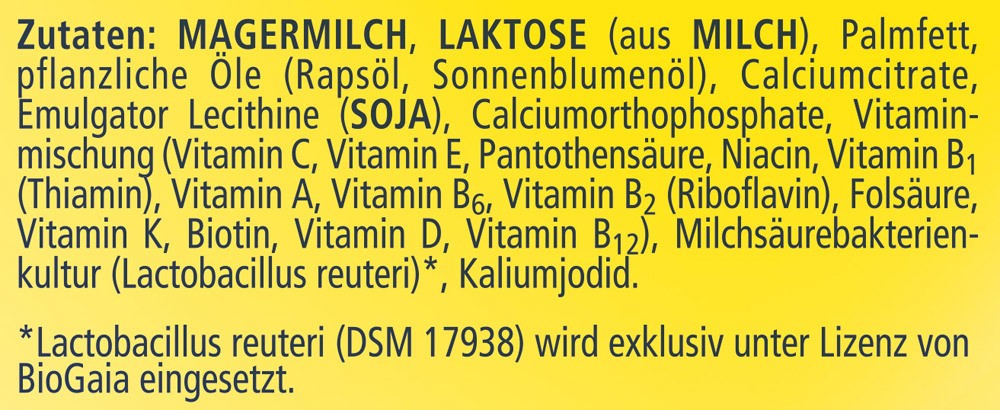 Zutaten: MAGERMILCH, LAKTOSE (aus MILCH), Palmfett,
pflanzliche Öle (Rapsöl, Sonnenblumenöl), Calciumcitrate,
Emulgator Lecithine (SOJA), Calciumorthophosphate, Vitamin-
mischung (Vitamin C, Vitamin E, Pantothensäure, Niacin, Vitamin B₁
(Thiamin), Vitamin A, Vitamin B₆, Vitamin B₂ (Riboflavin), Folsäure,
Vitamin K, Biotin, Vitamin D, Vitamin B₁₂), Milchsäurebakterien-
kultur (Lactobacillus reuteri)*, Kaliumjodid.
*Lactobacillus reuteri (DSM 17938) wird exklusiv unter Lizenz von
BioGaia eingesetzt.